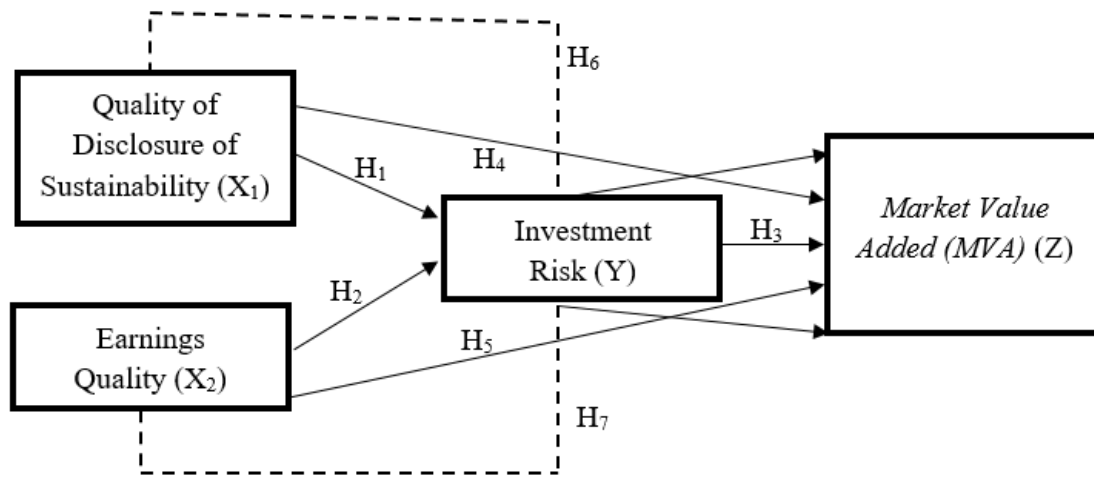 H₆
Quality of
Disclosure of
Sustainability (X₁)
H₄
H₁
Market Value
Added (MVA) (Z)
Investment
Risk (Y)
H₃
H₂
Earnings
Quality (X₂)
H₅
H₇